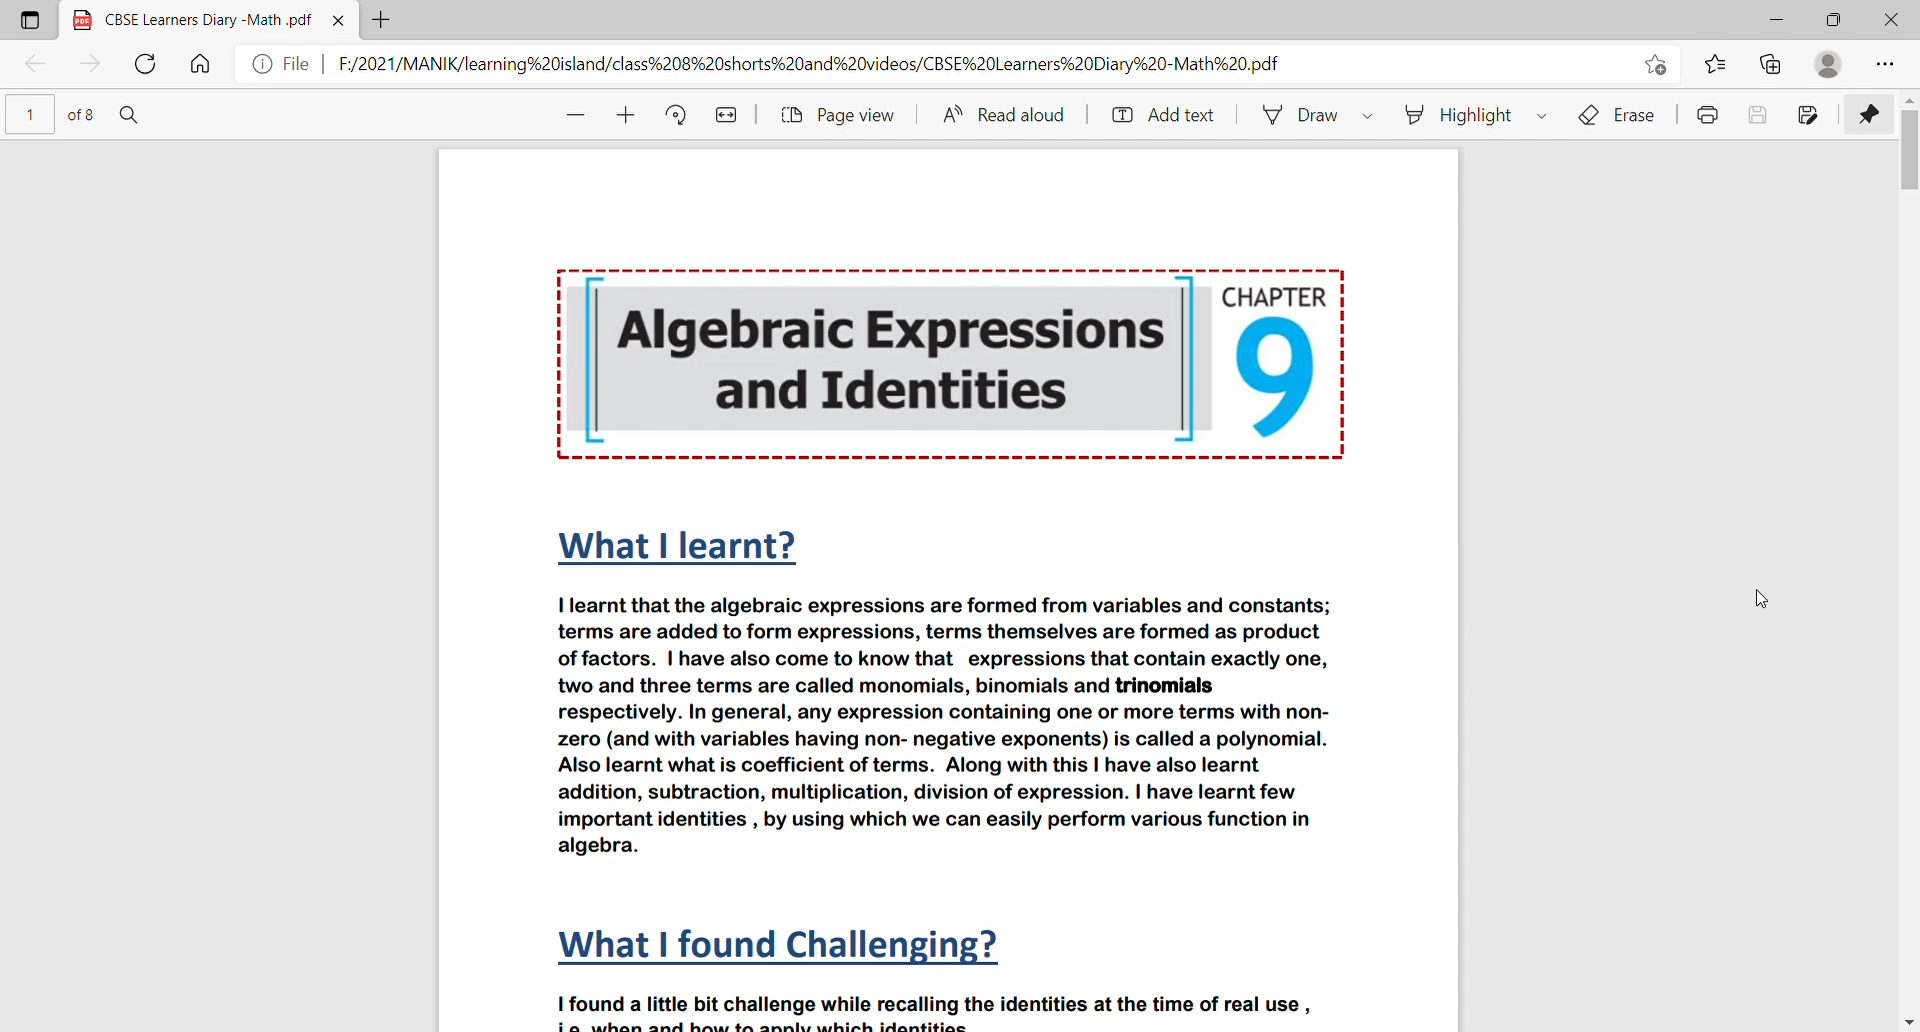 CBSE Learners Diary -Math .pdf
File F:/2021/MANIK/learning%20island/class%208%20shorts%20and%20videos/CBSE%20Learners%20Diary%20-Math%20.pdf
1 of 8 Page view Read aloud Add text Draw Highlight Erase
Algebraic Expressions
and Identities
CHAPTER
9
What I learnt?
I learnt that the algebraic expressions are formed from variables and constants;
terms are added to form expressions, terms themselves are formed as product
of factors. I have also come to know that expressions that contain exactly one,
two and three terms are called monomials, binomials and trinomials
respectively. In general, any expression containing one or more terms with non-
zero (and with variables having non- negative exponents) is called a polynomial.
Also learnt what is coefficient of terms. Along with this I have also learnt
addition, subtraction, multiplication, division of expression. I have learnt few
important identities , by using which we can easily perform various function in
algebra.
What I found Challenging?
I found a little bit challenge while recalling the identities at the time of real use ,
i.e. when and how to apply which identities